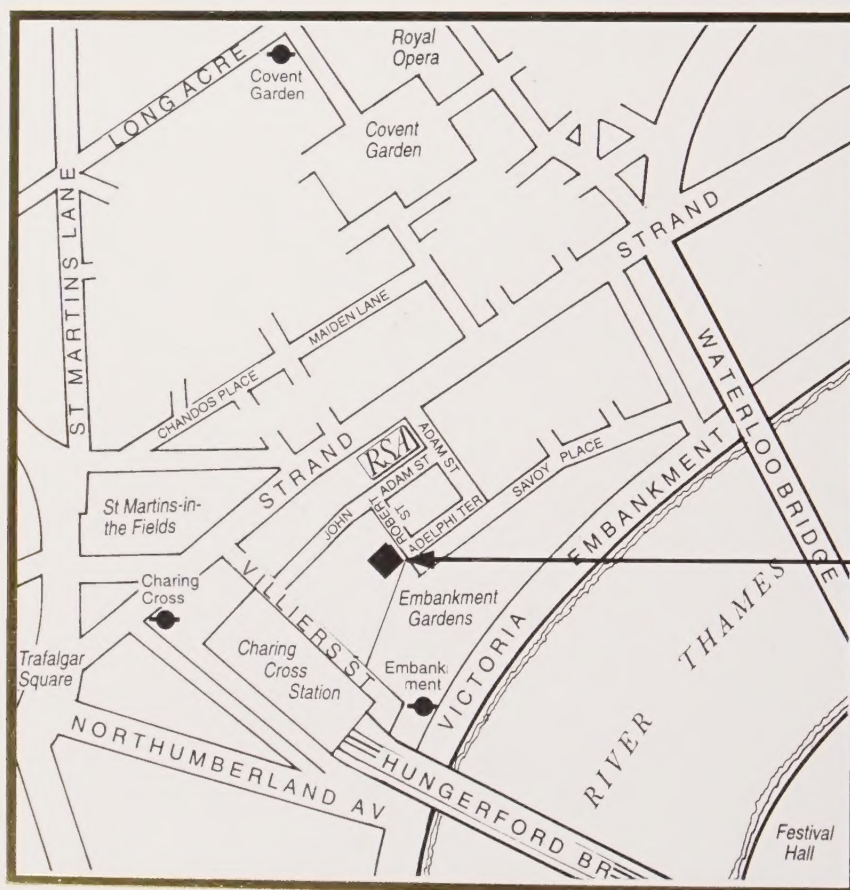 Royal
Opera
Covent
Garden
LONG ACRE
Covent
Garden
STRAND
ST MARTINS LANE
MAIDEN LANE
CHANDOS PLACE
WATERLOO BRIDGE
STRAND
RSA
ADAM ST
JOHN ADAM ST
ROBERT ST
ADELPHI TER
SAVOY PLACE
St Martins-in-
the Fields
VILLIERS ST
Charing
Cross
Embankment
Gardens
VICTORIA EMBANKMENT
RIVER THAMES
Trafalgar
Square
Charing
Cross
Station
Embank
ment
NORTHUMBERLAND AV
HUNGERFORD BR
Festival
Hall